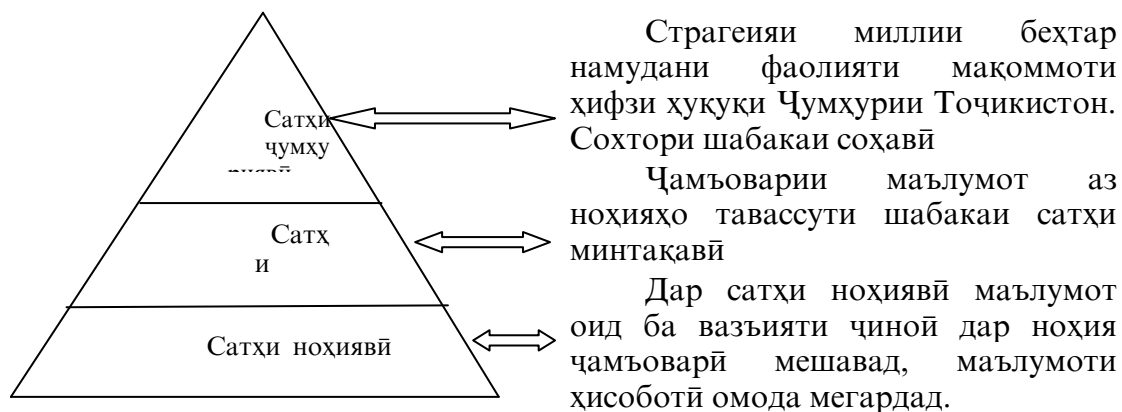 Страгеияи миллии беҳтар
намудани фаолияти мақоммоти
ҳифзи ҳуқуқи Ҷумҳурии Тоҷикистон.
Сохтори шабакаи соҳавӣ
Ҷамъоварии маълумот аз
ноҳияҳо тавассути шабакаи сатҳи
минтақавӣ
Дар сатҳи ноҳиявӣ маълумот
оид ба вазъияти ҷиноӣ дар ноҳия
ҷамъоварӣ мешавад, маълумоти
ҳисоботӣ омода мегардад.
Сатҳи
ҷумҳу
Сатҳ
и
Сатҳи ноҳиявӣ